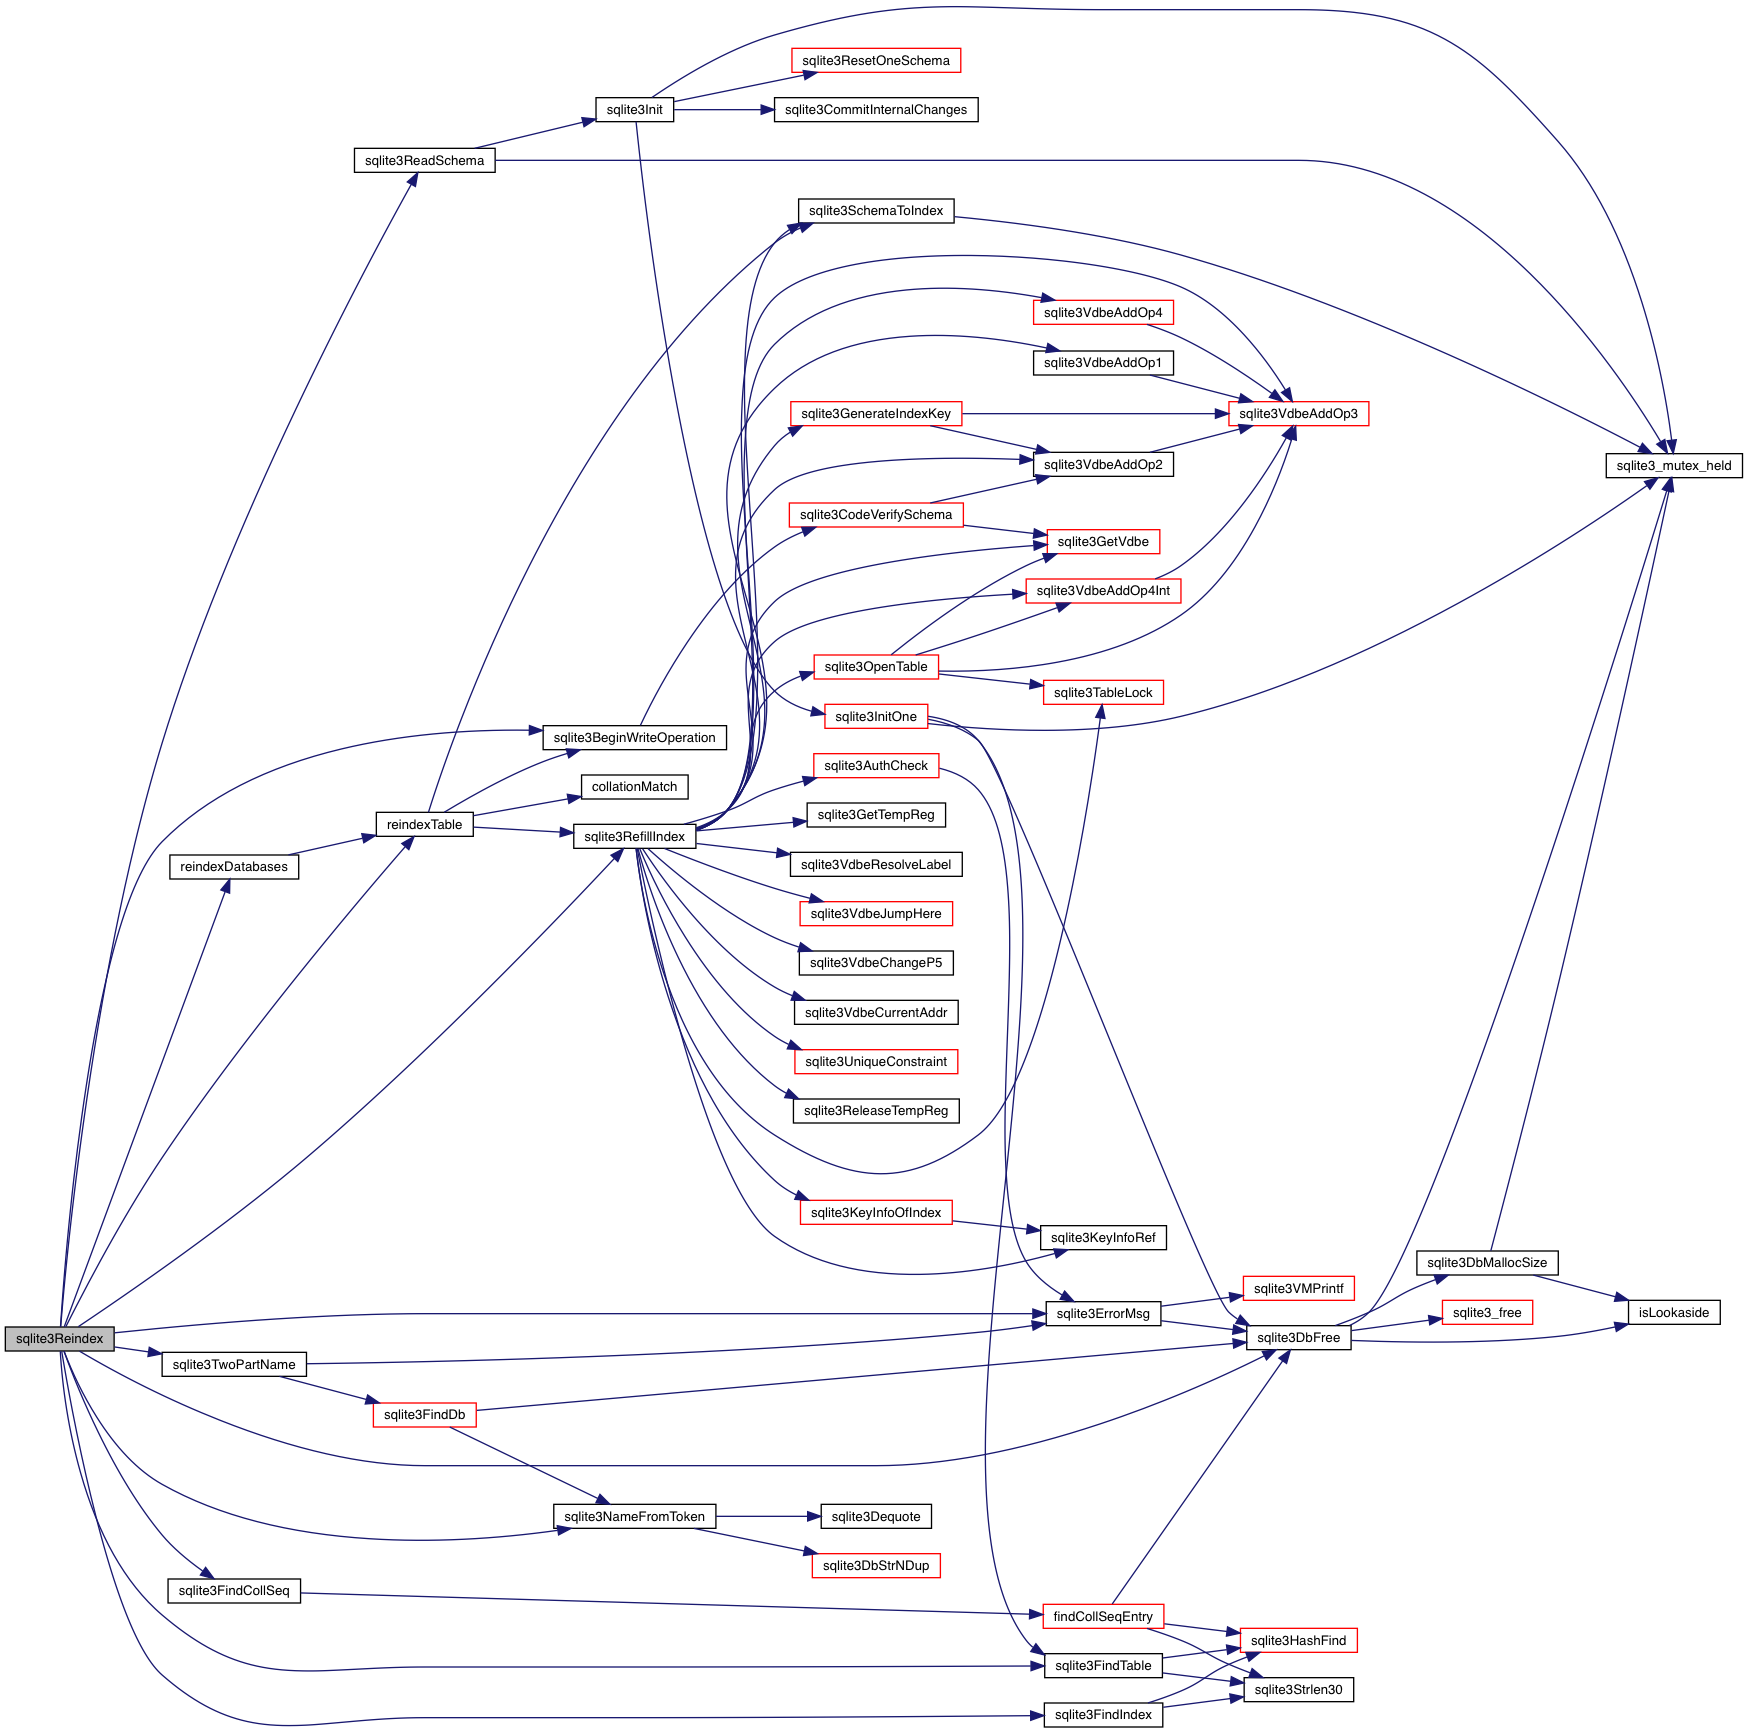 sqlite3ResetOneSchema
sqlite3Init
sqlite3CommitInternalChanges
sqlite3ReadSchema
sqlite3SchemaToIndex
sqlite3VdbeAddOp4
sqlite3VdbeAddOp1
sqlite3GenerateIndexKey
sqlite3VdbeAddOp3
sqlite3VdbeAddOp2
sqlite3_mutex_held
sqlite3CodeVerifySchema
sqlite3GetVdbe
sqlite3VdbeAddOp4Int
sqlite3OpenTable
sqlite3TableLock
sqlite3InitOne
sqlite3BeginWriteOperation
sqlite3AuthCheck
collationMatch
sqlite3GetTempReg
reindexTable
sqlite3RefillIndex
sqlite3VdbeResolveLabel
reindexDatabases
sqlite3VdbeJumpHere
sqlite3VdbeChangeP5
sqlite3VdbeCurrentAddr
sqlite3UniqueConstraint
sqlite3ReleaseTempReg
sqlite3KeyInfoOfIndex
sqlite3KeyInfoRef
sqlite3DbMallocSize
sqlite3VMPrintf
sqlite3ErrorMsg
sqlite3_free
isLookaside
sqlite3Reindex
sqlite3DbFree
sqlite3TwoPartName
sqlite3FindDb
sqlite3NameFromToken
sqlite3Dequote
sqlite3DbStrNDup
sqlite3FindCollSeq
findCollSeqEntry
sqlite3HashFind
sqlite3FindTable
sqlite3Strlen30
sqlite3FindIndex